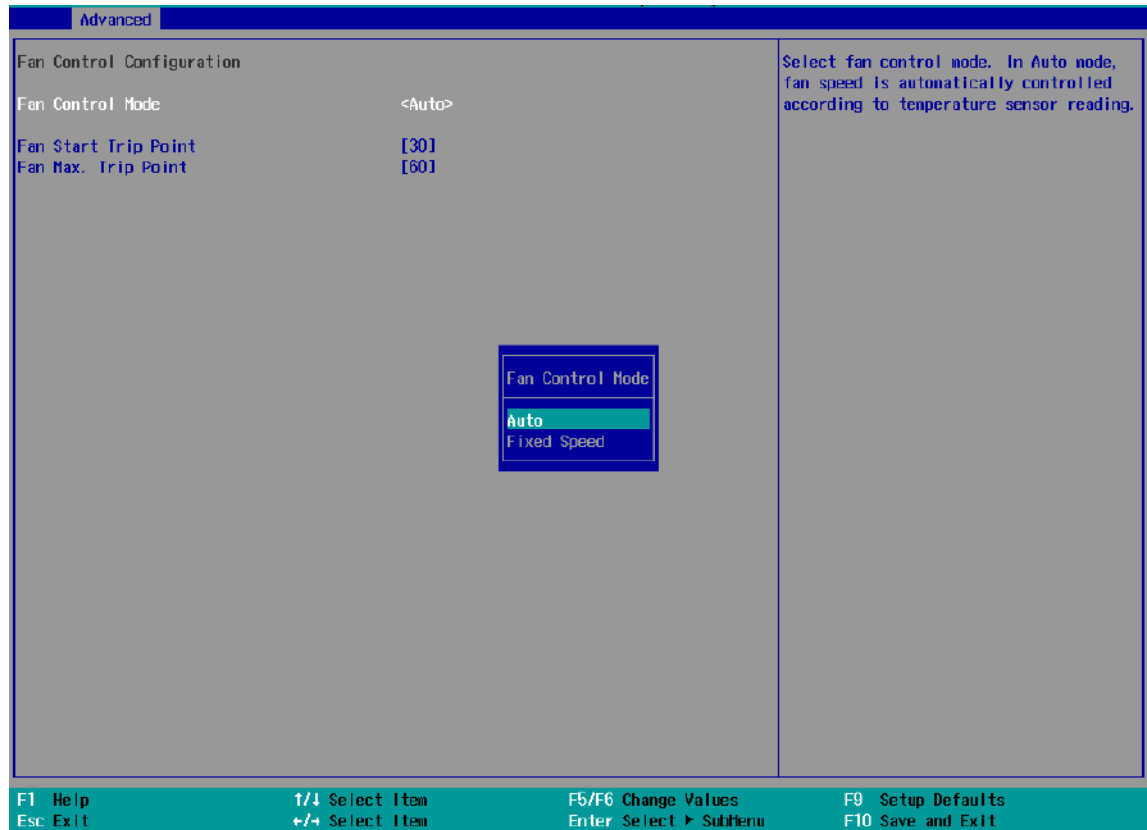 Advanced
Fan Control Configuration
Fan Control Mode <Auto>
Fan Start Trip Point [30]
Fan Max. Trip Point [60]
Select fan control mode. In Auto mode,
fan speed is automatically controlled
according to temperature sensor reading.
Fan Control Mode
Auto
Fixed Speed
F1 Help ↑/↓ Select Item F5/F6 Change Values F9 Setup Defaults
Esc Exit ←/→ Select Item Enter Select ► SubMenu F10 Save and Exit